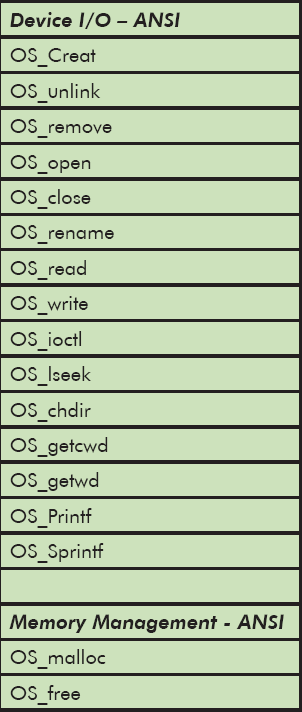 Device I/O – ANSI
OS_Creat
OS_unlink
OS_remove
OS_open
OS_close
OS_rename
OS_read
OS_write
OS_ioctl
OS_lseek
OS_chdir
OS_getcwd
OS_getwd
OS_Printf
OS_Sprintf
Memory Management - ANSI
OS_malloc
OS_free